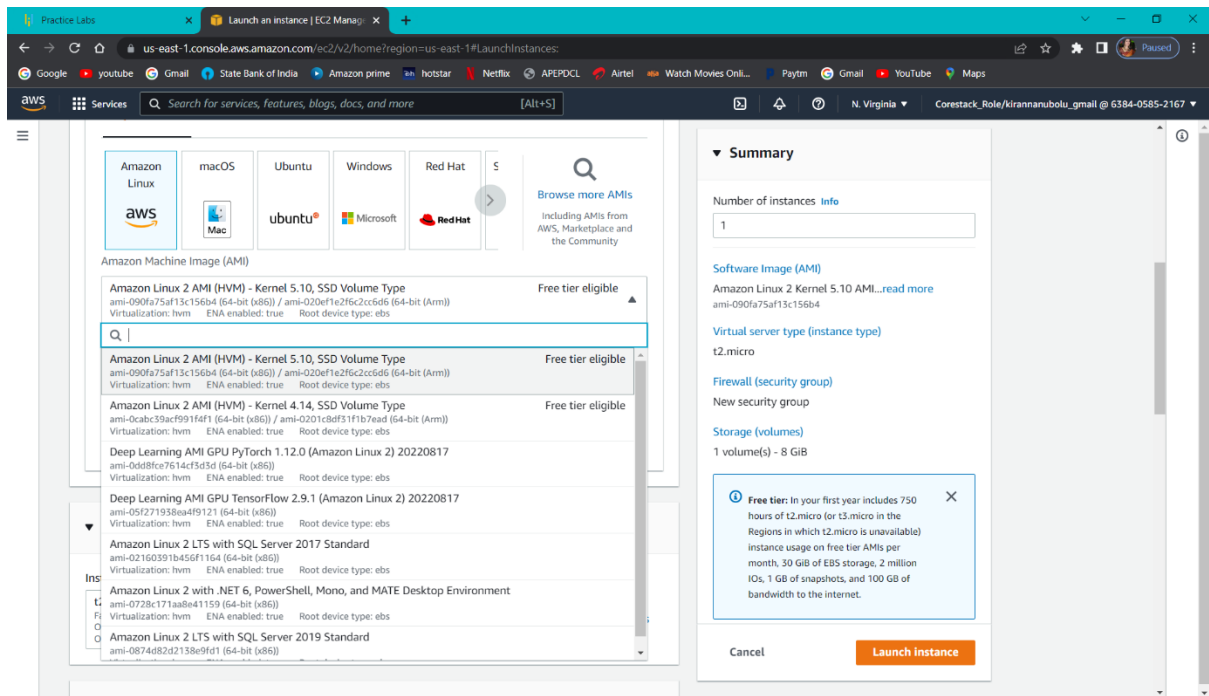 Practice Labs
Launch an instance | EC2 Manag
us-east-1.console.aws.amazon.com/ec2/v2/home?region=us-east-1#LaunchInstances:
Paused
Google youtube Gmail State Bank of India Amazon prime hotstar Netflix APEPDCL Airtel Watch Movies Onli... Paytm Gmail YouTube Maps
aws Services Search for services, features, blogs, docs, and more [Alt+S] N. Virginia ▼ Corestack_Role/kirannanubolu_gmail @ 6384-0585-2167 ▼
Amazon Linux
aws
macOS
Mac
Ubuntu
ubuntu®
Windows
Microsoft
Red Hat
Red Hat
S
Browse more AMIs
Including AMIs from
AWS, Marketplace and
the Community
Amazon Machine Image (AMI)
Amazon Linux 2 AMI (HVM) - Kernel 5.10, SSD Volume Type Free tier eligible
ami-090fa75af13c156b4 (64-bit (x86)) / ami-020ef1e2f6c2cc6d6 (64-bit (Arm))
Virtualization: hvm ENA enabled: true Root device type: ebs
Amazon Linux 2 AMI (HVM) - Kernel 5.10, SSD Volume Type Free tier eligible
ami-090fa75af13c156b4 (64-bit (x86)) / ami-020ef1e2f6c2cc6d6 (64-bit (Arm))
Virtualization: hvm ENA enabled: true Root device type: ebs
Amazon Linux 2 AMI (HVM) - Kernel 4.14, SSD Volume Type Free tier eligible
ami-0cabc39acf991f4f1 (64-bit (x86)) / ami-0201c8df31f1b7ead (64-bit (Arm))
Virtualization: hvm ENA enabled: true Root device type: ebs
Deep Learning AMI GPU PyTorch 1.12.0 (Amazon Linux 2) 20220817
ami-0dd8fce7614cf3d3d (64-bit (x86))
Virtualization: hvm ENA enabled: true Root device type: ebs
Deep Learning AMI GPU TensorFlow 2.9.1 (Amazon Linux 2) 20220817
ami-05f271938ea4f9121 (64-bit (x86))
Virtualization: hvm ENA enabled: true Root device type: ebs
Amazon Linux 2 LTS with SQL Server 2017 Standard
ami-02160391b456f1164 (64-bit (x86))
Virtualization: hvm ENA enabled: true Root device type: ebs
Amazon Linux 2 with .NET 6, PowerShell, Mono, and MATE Desktop Environment
ami-0728c171aa8e41159 (64-bit (x86))
Virtualization: hvm ENA enabled: true Root device type: ebs
Amazon Linux 2 LTS with SQL Server 2019 Standard
ami-0874d82d2138e9fd1 (64-bit (x86))
Ins
▼ Summary
Number of instances Info
1
Software Image (AMI)
Amazon Linux 2 Kernel 5.10 AMI...read more
ami-090fa75af13c156b4
Virtual server type (instance type)
t2.micro
Firewall (security group)
New security group
Storage (volumes)
1 volume(s) - 8 GiB
Free tier: In your first year includes 750
hours of t2.micro (or t3.micro in the
Regions in which t2.micro is unavailable)
instance usage on free tier AMIs per
month, 30 GiB of EBS storage, 2 million
IOs, 1 GB of snapshots, and 100 GB of
bandwidth to the internet.
Cancel Launch instance